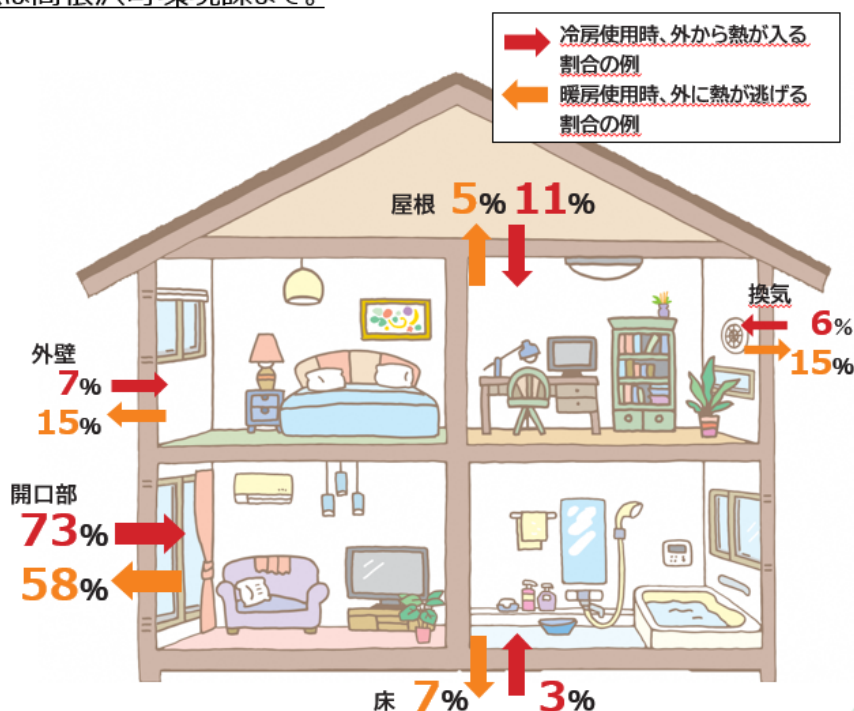 冷房使用時、外から熱が入る
割合の例
暖房使用時、外に熱が逃げる
割合の例
屋根 5% 11%
換気
6%
15%
外壁
7%
15%
開口部
73%
58%
床 7% 3%